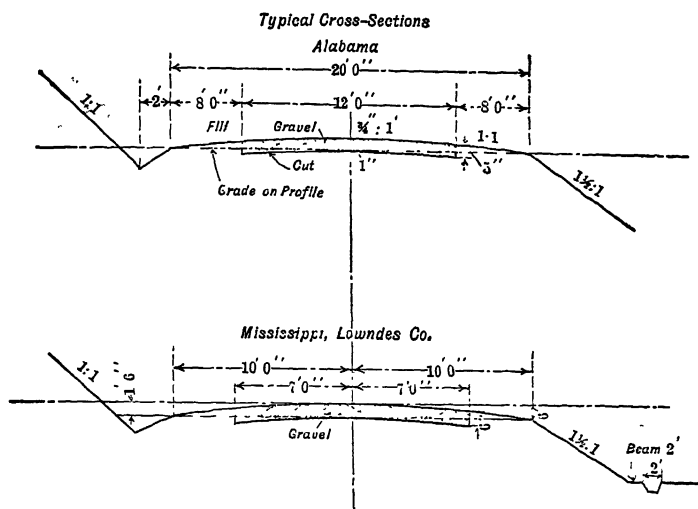 Typical Cross-Sections
Alabama
20'0"
2' 8'0" 12'0" 8'0"
1:1
Fill Gravel ¾":1' 1:1
Cut 1" 3"
Grade on Profile
1½:1
Mississippi, Lowndes Co.
10'0" 10'0"
1:1 1'6" 7'0" 7'0"
Gravel 6" 6"
1½:1 Beam 2'
2'